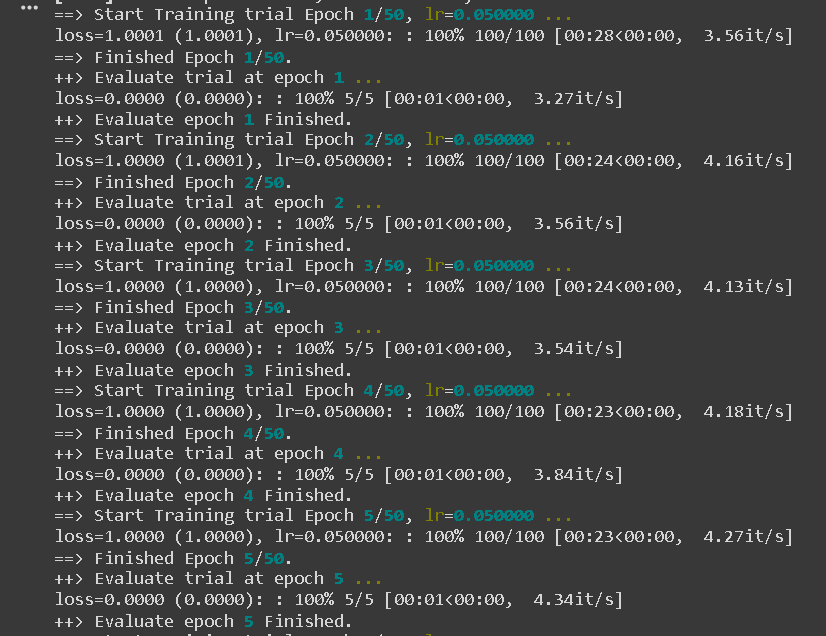 ...
==> Start Training trial Epoch 1/50, lr=0.050000 ...
loss=1.0001 (1.0001), lr=0.050000: : 100% 100/100 [00:28<00:00,  3.56it/s]
==> Finished Epoch 1/50.
++> Evaluate trial at epoch 1 ...
loss=0.0000 (0.0000): : 100% 5/5 [00:01<00:00,  3.27it/s]
++> Evaluate epoch 1 Finished.
==> Start Training trial Epoch 2/50, lr=0.050000 ...
loss=1.0000 (1.0001), lr=0.050000: : 100% 100/100 [00:24<00:00,  4.16it/s]
==> Finished Epoch 2/50.
++> Evaluate trial at epoch 2 ...
loss=0.0000 (0.0000): : 100% 5/5 [00:01<00:00,  3.56it/s]
++> Evaluate epoch 2 Finished.
==> Start Training trial Epoch 3/50, lr=0.050000 ...
loss=1.0000 (1.0000), lr=0.050000: : 100% 100/100 [00:24<00:00,  4.13it/s]
==> Finished Epoch 3/50.
++> Evaluate trial at epoch 3 ...
loss=0.0000 (0.0000): : 100% 5/5 [00:01<00:00,  3.54it/s]
++> Evaluate epoch 3 Finished.
==> Start Training trial Epoch 4/50, lr=0.050000 ...
loss=1.0000 (1.0000), lr=0.050000: : 100% 100/100 [00:23<00:00,  4.18it/s]
==> Finished Epoch 4/50.
++> Evaluate trial at epoch 4 ...
loss=0.0000 (0.0000): : 100% 5/5 [00:01<00:00,  3.84it/s]
++> Evaluate epoch 4 Finished.
==> Start Training trial Epoch 5/50, lr=0.050000 ...
loss=1.0000 (1.0000), lr=0.050000: : 100% 100/100 [00:23<00:00,  4.27it/s]
==> Finished Epoch 5/50.
++> Evaluate trial at epoch 5 ...
loss=0.0000 (0.0000): : 100% 5/5 [00:01<00:00,  4.34it/s]
++> Evaluate epoch 5 Finished.